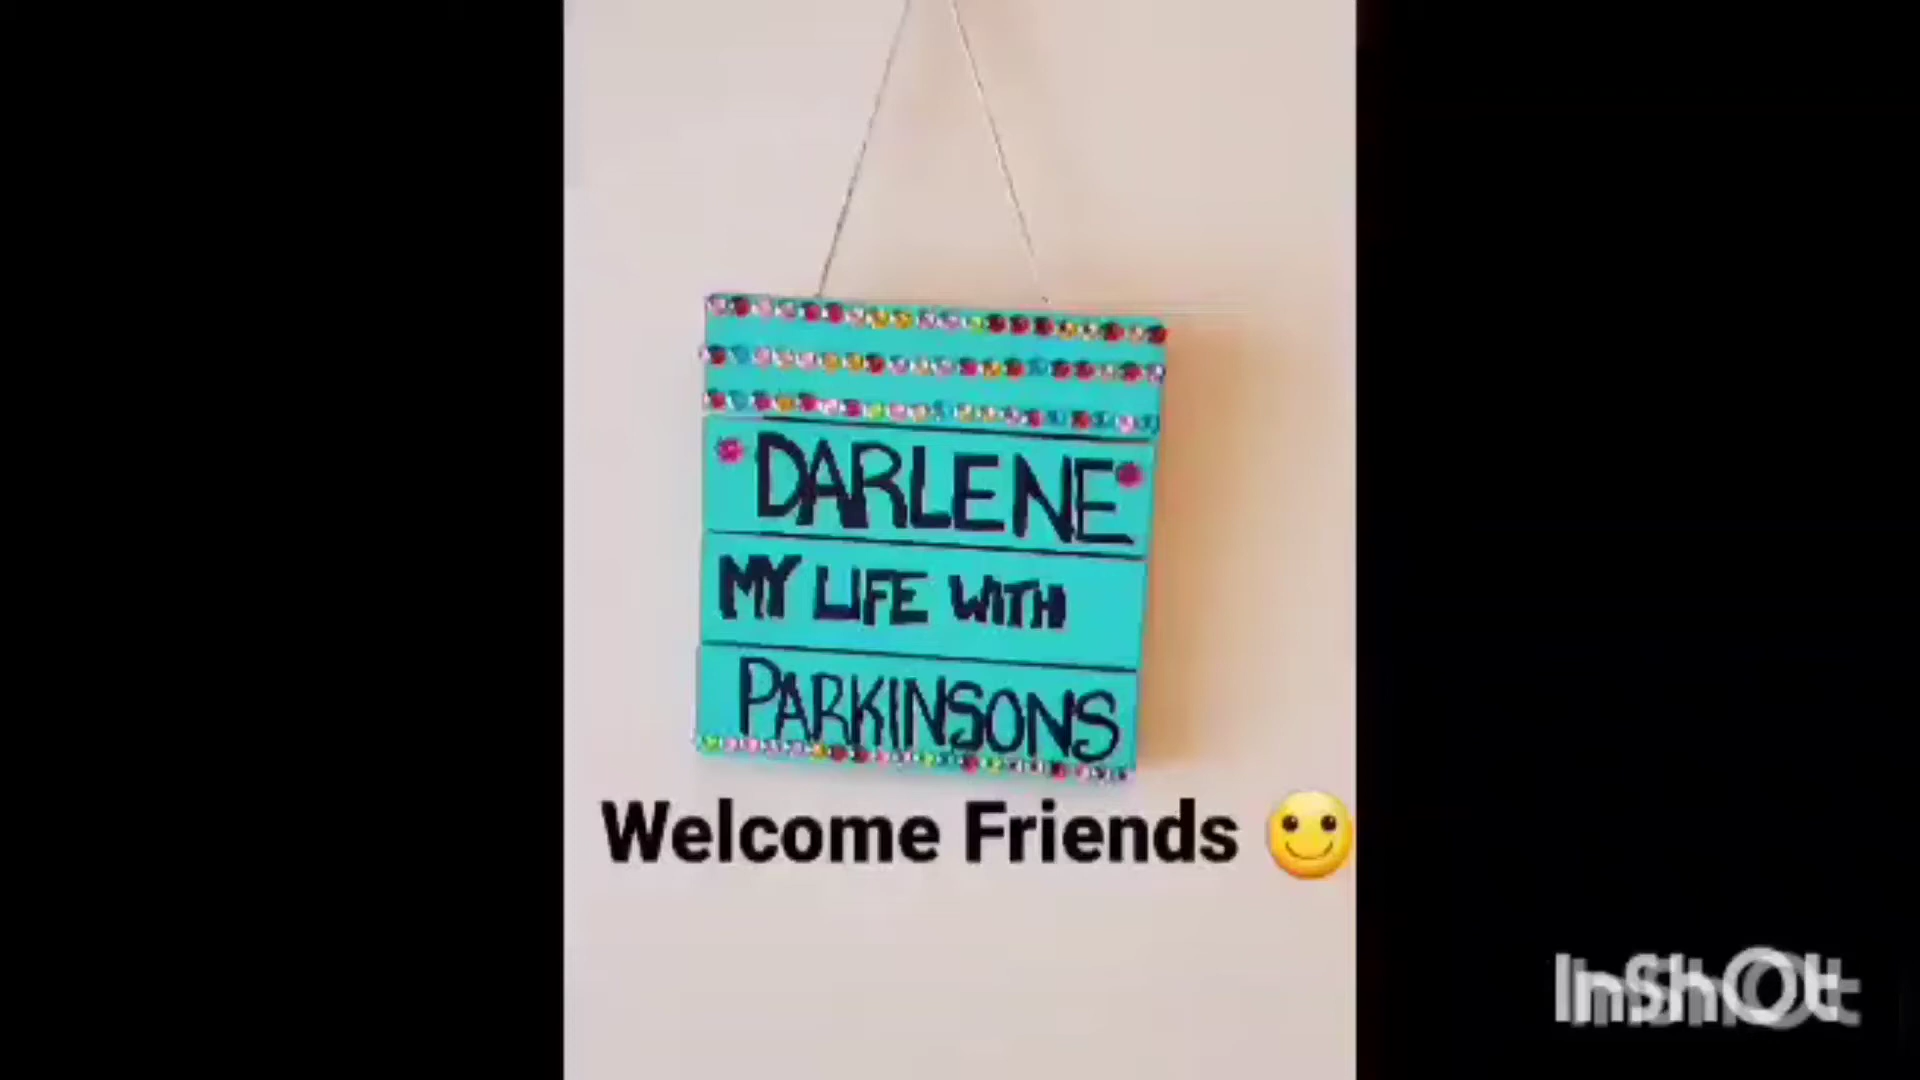 DARLENE
MY LIFE WITH
PARKINSONS
Welcome Friends 🙂
InShOt